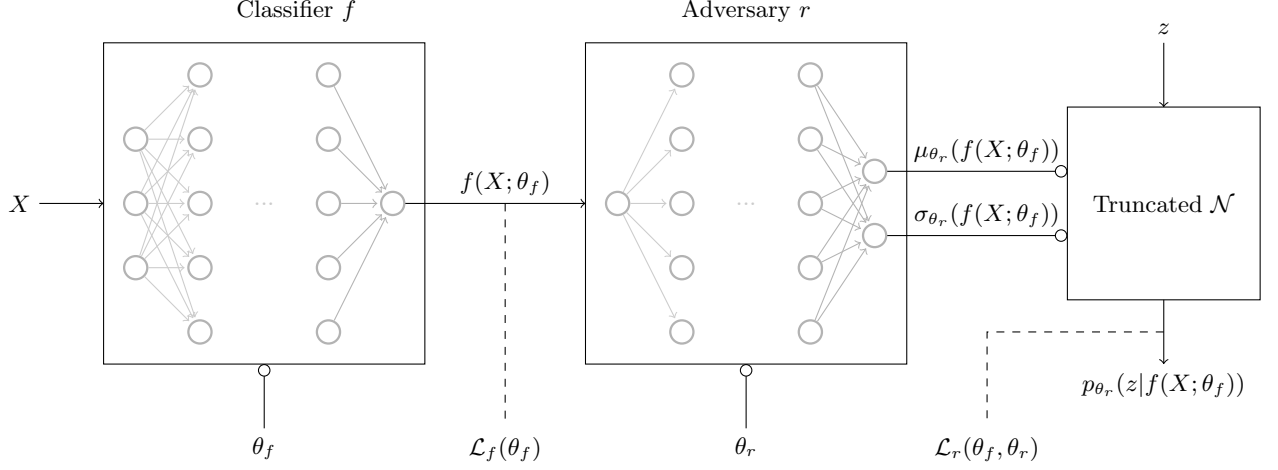 Classifier f
Adversary r
z
X
...
f(X; θ_f)
...
μ_{θ_r}(f(X; θ_f))
σ_{θ_r}(f(X; θ_f))
Truncated 𝒩
p_{θ_r}(z|f(X; θ_f))
θ_f
ℒ_f(θ_f)
θ_r
ℒ_r(θ_f, θ_r)